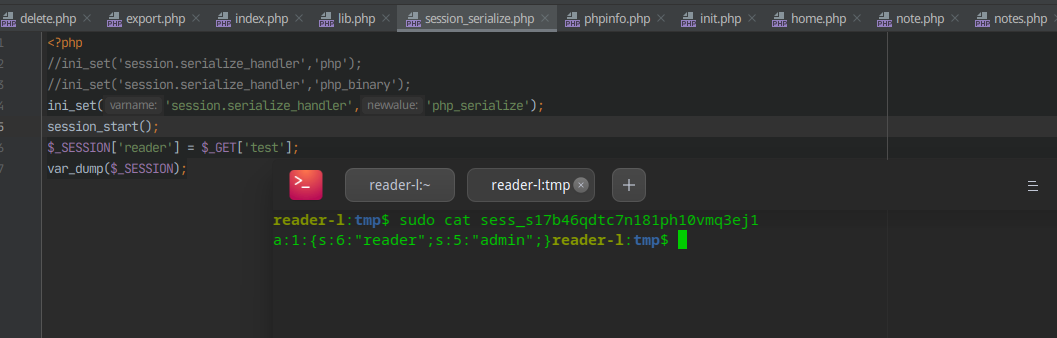 delete.php × export.php × index.php × lib.php × session_serialize.php × phpinfo.php × init.php × home.php × note.php × notes.php
1 <?php
2 //ini_set('session.serialize_handler','php');
3 //ini_set('session.serialize_handler','php_binary');
4 ini_set( varname: 'session.serialize_handler', newvalue: 'php_serialize');
5 session_start();
6 $_SESSION['reader'] = $_GET['test'];
7 var_dump($_SESSION);
reader-l:~ reader-l:tmp × +
reader-l:tmp$ sudo cat sess_s17b46qdtc7n181ph10vmq3ej1
a:1:{s:6:"reader";s:5:"admin";}reader-l:tmp$